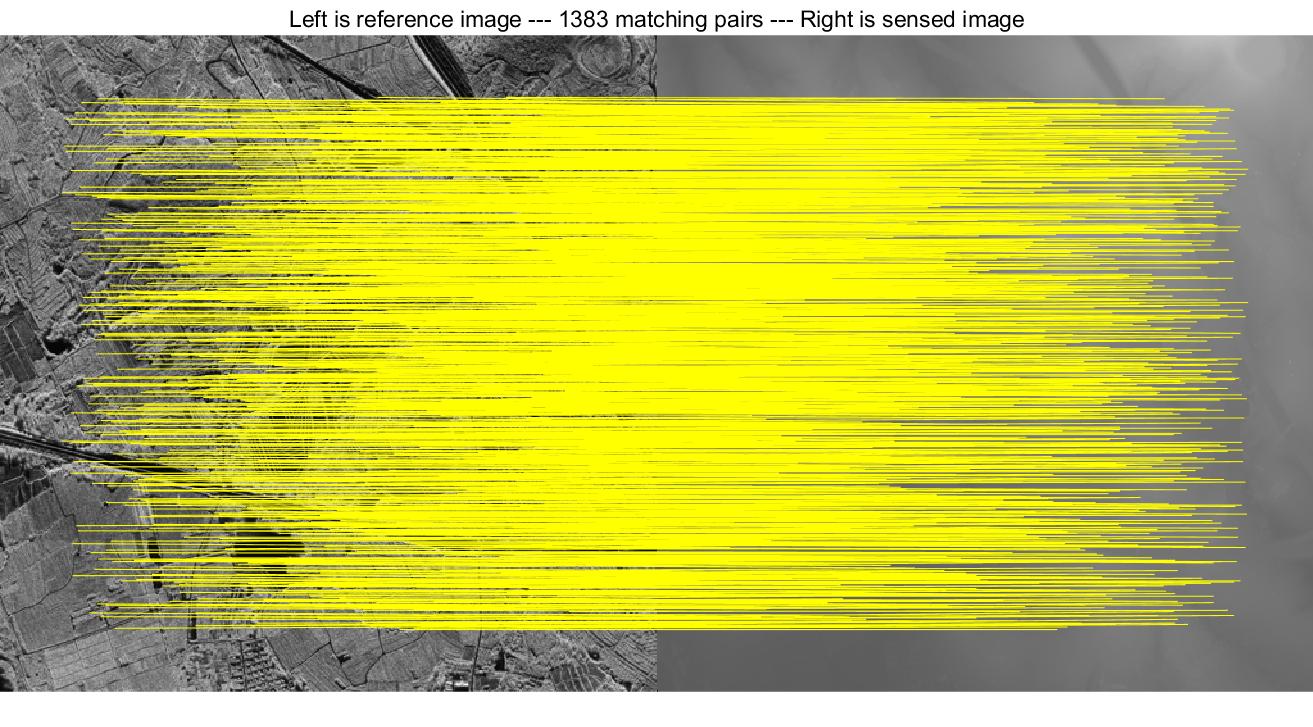 Left is reference image --- 1383 matching pairs --- Right is sensed image